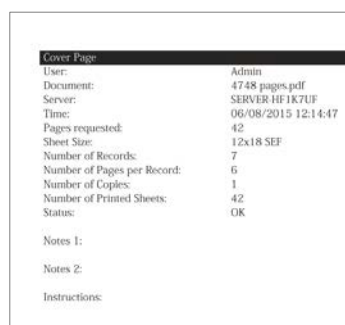 Cover Page
User: Admin
Document: 4748 pages.pdf
Server: SERVER-HF1K7UF
Time: 06/08/2015 12:14:47
Pages requested: 42
Sheet Size: 12x18 SEF
Number of Records: 7
Number of Pages per Record: 6
Number of Copies: 1
Number of Printed Sheets: 42
Status: OK
Notes 1:
Notes 2:
Instructions: